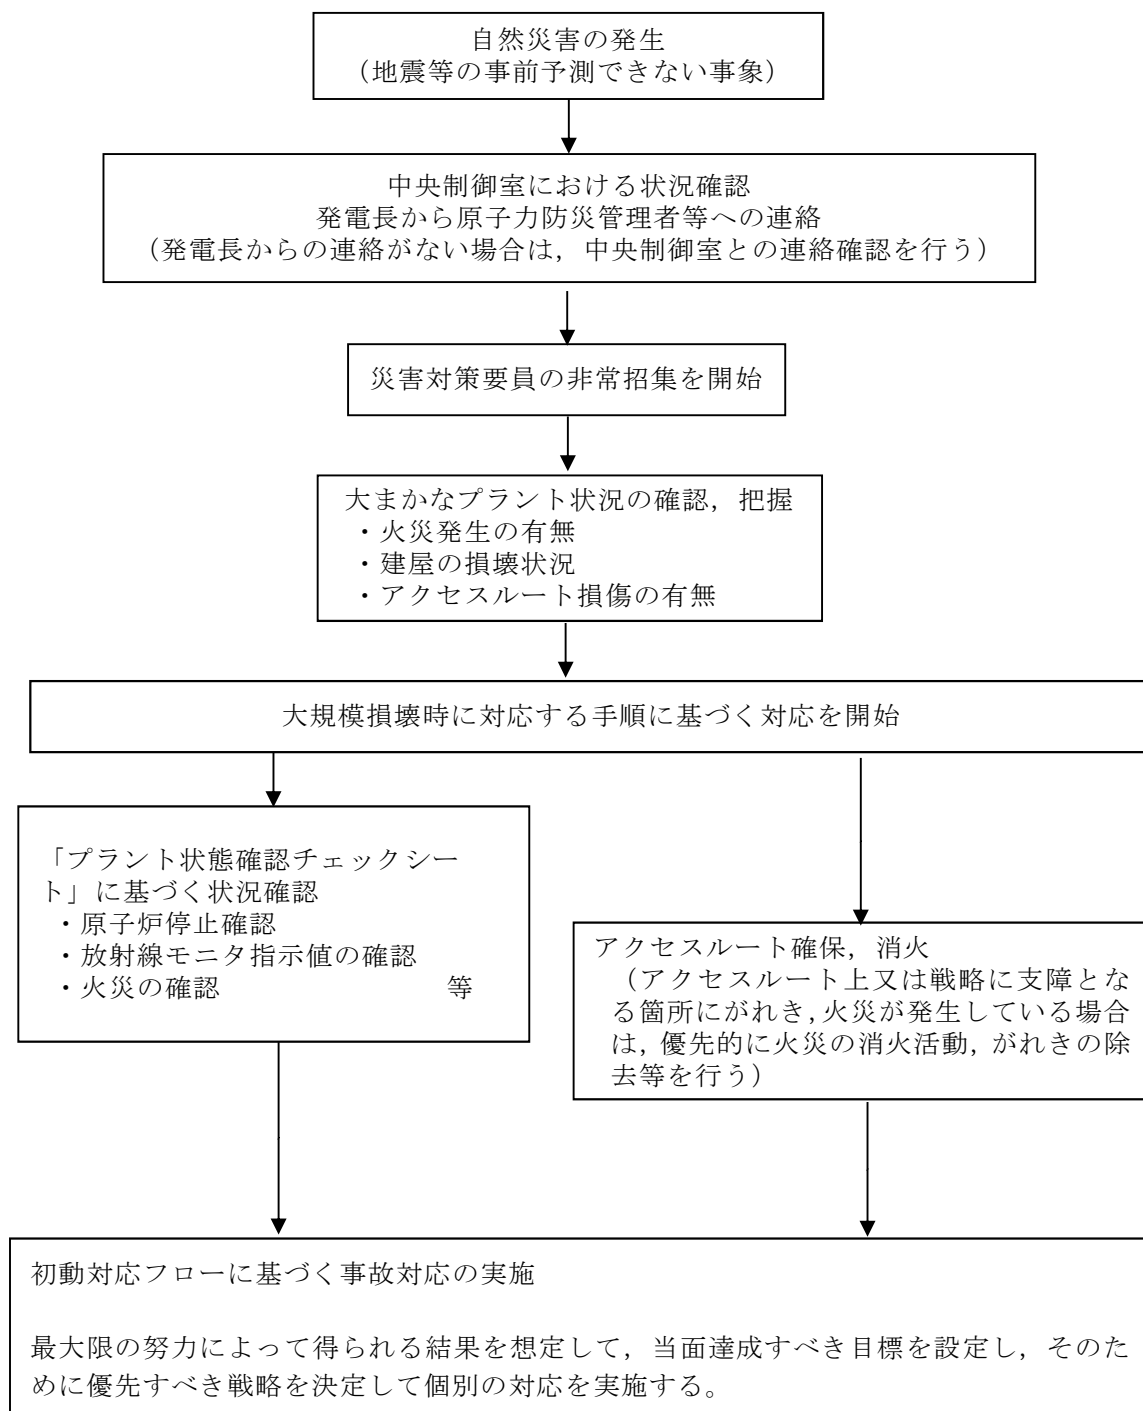 自然災害の発生
（地震等の事前予測できない事象）
中央制御室における状況確認
発電長から原子力防災管理者等への連絡
（発電長からの連絡がない場合は，中央制御室との連絡確認を行う）
災害対策要員の非常招集を開始
大まかなプラント状況の確認，把握
・火災発生の有無
・建屋の損壊状況
・アクセスルート損傷の有無
大規模損壊時に対応する手順に基づく対応を開始
「プラント状態確認チェックシー
ト」に基づく状況確認
・原子炉停止確認
・放射線モニタ指示値の確認
・火災の確認　　　　　　　　等
アクセスルート確保，消火
（アクセスルート上又は戦略に支障とな
る箇所にがれき，火災が発生している場合
は，優先的に火災の消火活動，がれきの除
去等を行う）
初動対応フローに基づく事故対応の実施
最大限の努力によって得られる結果を想定して，当面達成すべき目標を設定し，そのた
めに優先すべき戦略を決定して個別の対応を実施する。